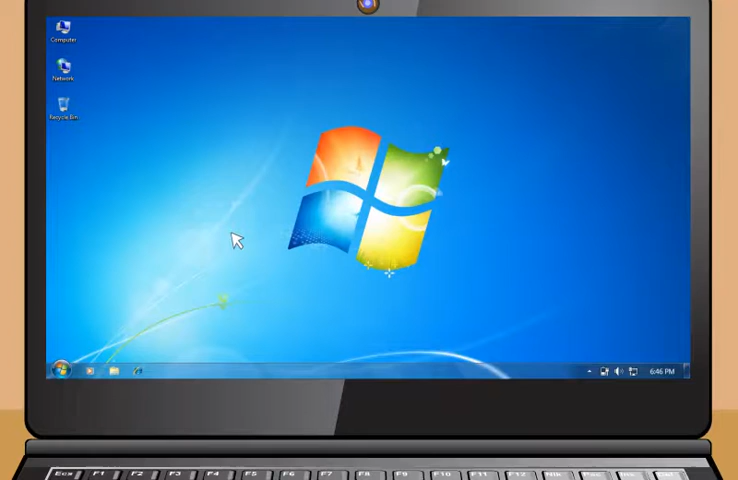 Computer
Network
Recycle Bin
6:46 PM
Esc F1 F2 F3 F4 F5 F6 F7 F8 F9 F10 F11 F12